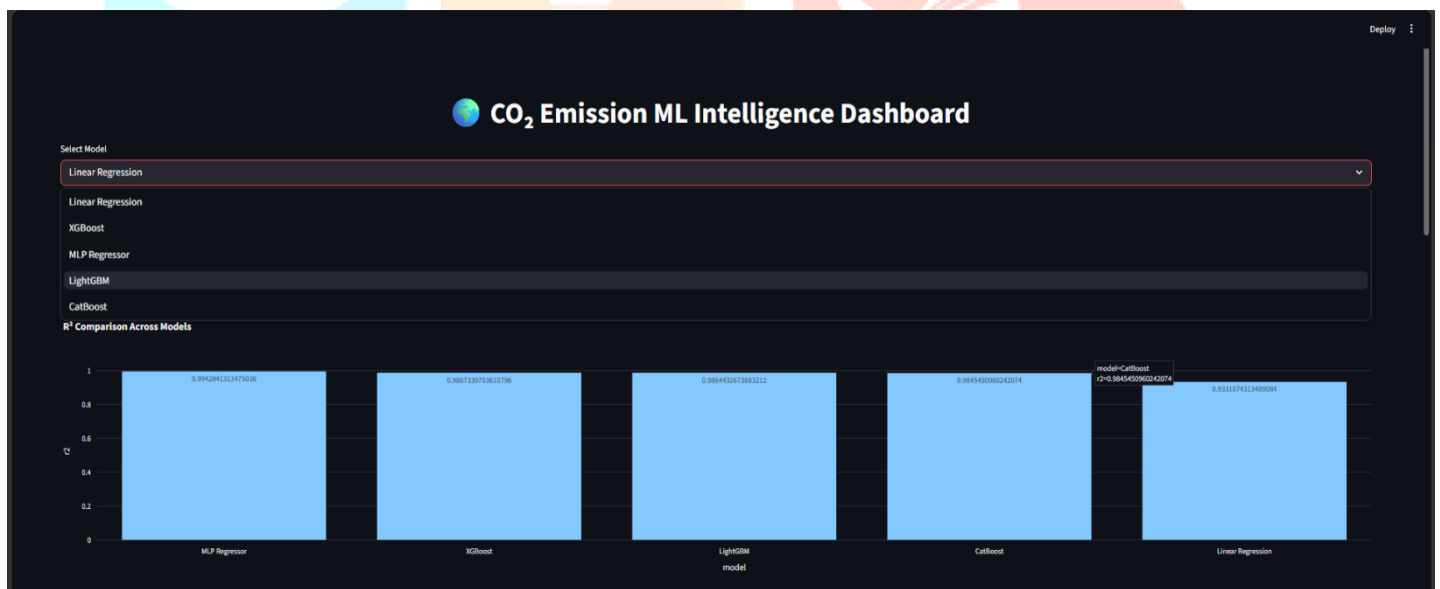 Deploy
CO₂ Emission ML Intelligence Dashboard
Select Model
Linear Regression
Linear Regression
XGBoost
MLP Regressor
LightGBM
CatBoost
R² Comparison Across Models
model=CatBoost
r2=0.9845450960242074
0.9942841313475038
0.9867339703610796
0.9864432673883212
0.9845450960242074
0.9331074313489084
1
0.8
0.6
0.4
0.2
0
r2
MLP Regressor
XGBoost
LightGBM
CatBoost
Linear Regression
model